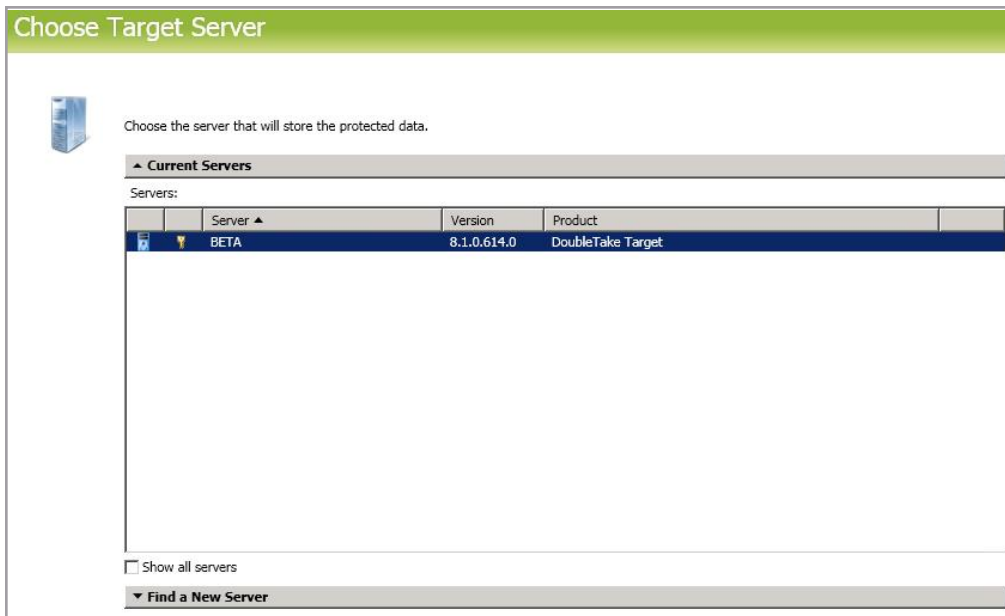 Choose Target Server
Choose the server that will store the protected data.
Current Servers
Servers:
Server Version Product
BETA 8.1.0.614.0 DoubleTake Target
Show all servers
Find a New Server